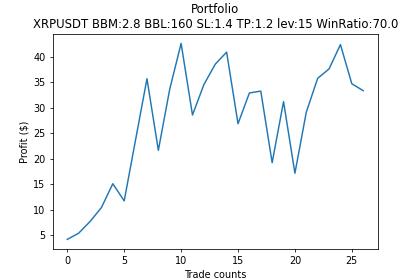 Portfolio
XRPUSDT BBM:2.8 BBL:160 SL:1.4 TP:1.2 lev:15 WinRatio:70.0
40
35
30
25
20
15
10
5
Profit ($)
0 5 10 15 20 25
Trade counts